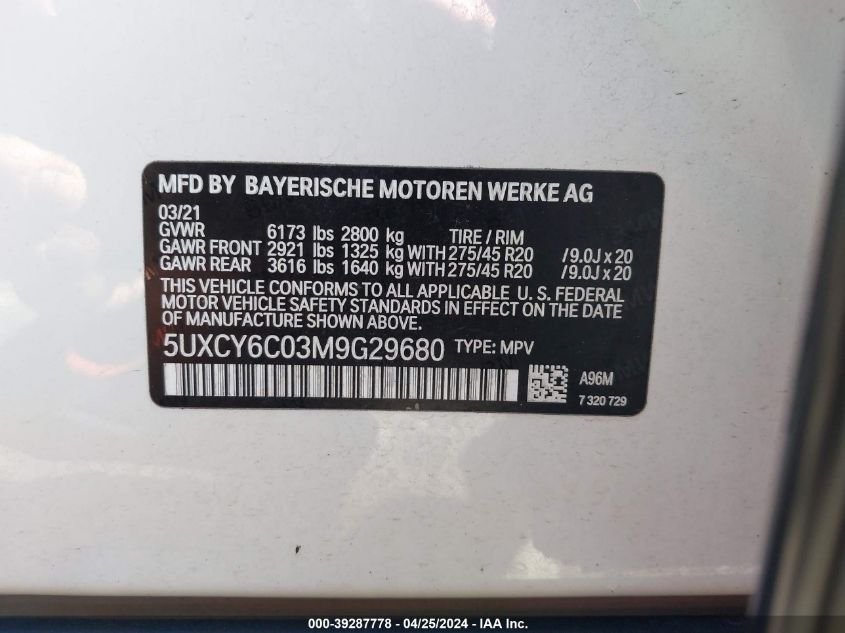 MFD BY BAYERISCHE MOTOREN WERKE AG
03/21
GVWR 6173 lbs 2800 kg TIRE / RIM
GAWR FRONT 2921 lbs 1325 kg WITH 275/45 R20 /9.0J x 20
GAWR REAR 3616 lbs 1640 kg WITH 275/45 R20 /9.0J x 20
THIS VEHICLE CONFORMS TO ALL APPLICABLE U. S. FEDERAL
MOTOR VEHICLE SAFETY STANDARDS IN EFFECT ON THE DATE
OF MANUFACTURE SHOWN ABOVE.
5UXCY6C03M9G29680 TYPE: MPV
A96M
7 320 729
000-39287778 - 04/25/2024 - IAA Inc.